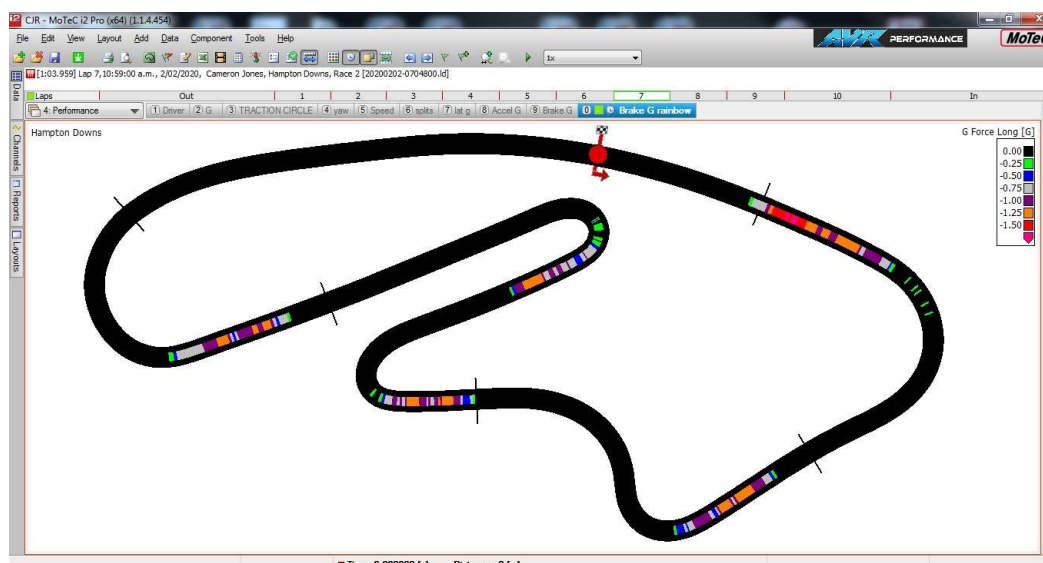 CJR - MoTeC i2 Pro (x64) (1.1.4.454)
File Edit View Layout Add Data Component Tools Help
1x
AVR PERFORMANCE
MoTeC
[1:03.959] Lap 7,10:59:00 a.m., 2/02/2020, Cameron Jones, Hampton Downs, Race 2 [20200202-0704800.ld]
Laps Out 1 2 3 4 5 6 7 8 9 10 In
4: Perfomance 1 Driver 2 G 3 TRACTION CIRCLE 4 yaw 5 Speed 6 splits 7 lat g 8 Accel G 9 Brake G 0 Brake G rainbow
Data
Channels
Reports
Layouts
Hampton Downs
G Force Long [G]
0.00
-0.25
-0.50
-0.75
-1.00
-1.25
-1.50